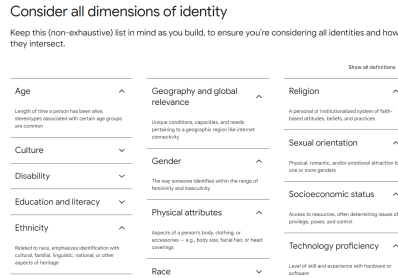 Consider all dimensions of identity
Keep this (non-exhaustive) list in mind as you build, to ensure you're considering all identities and how
they intersect.
Show all definitions
Age
Length of time a person has been alive;
stereotypes associated with certain age groups
are common
Culture
Disability
Education and literacy
Ethnicity
Related to race, emphasizes identification with
cultural, familial, linguistic, national, or other
aspects of heritage
Geography and global
relevance
Unique conditions, capacities, and needs
pertaining to a geographic region like internet
connectivity
Gender
The way someone identifies within the range of
femininity and masculinity
Physical attributes
Aspects of a person's body, clothing, or
accessories — e.g., body size, facial hair, or head
coverings
Race
Religion
A personal or institutionalized system of faith-
based attitudes, beliefs, and practices
Sexual orientation
Physical, romantic, and/or emotional attraction to
one or more genders
Socioeconomic status
Access to resources, often determining issues of
privilege, power, and control
Technology proficiency
Level of skill and experience with hardware or
software